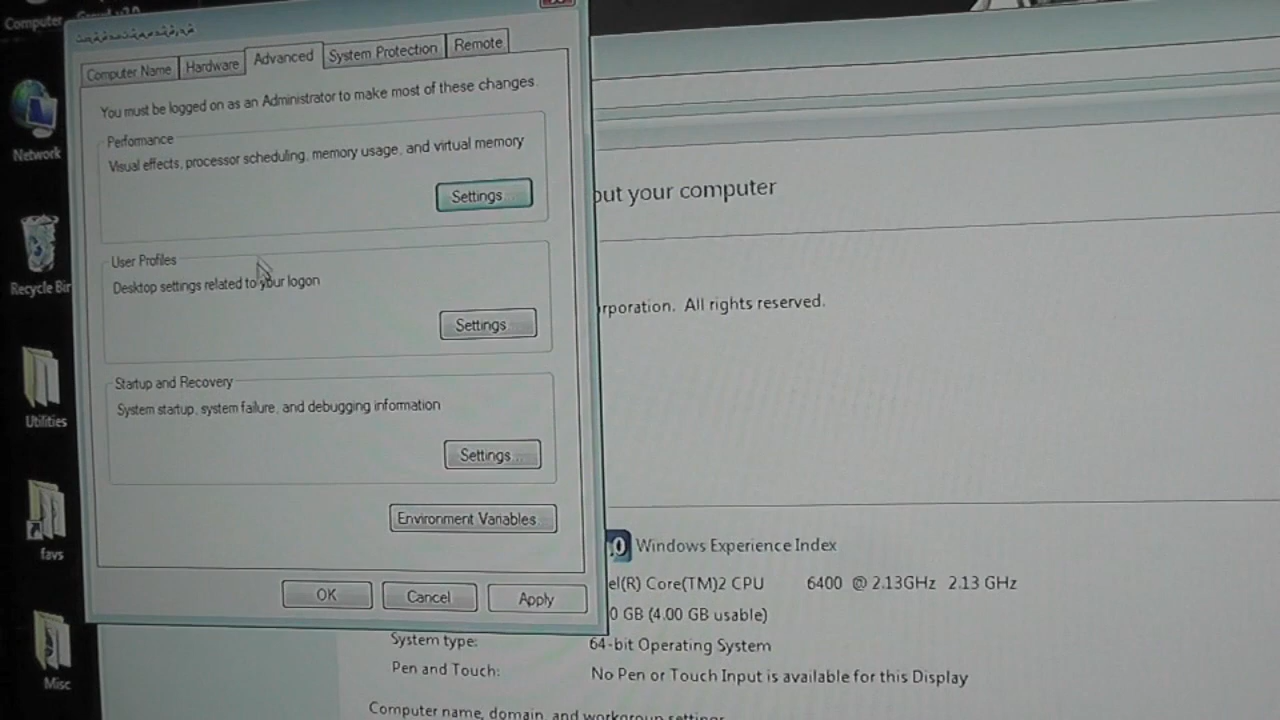 Computer
Computer Name
Hardware
Advanced
System Protection
Remote
You must be logged on as an Administrator to make most of these changes.
Performance
Visual effects, processor scheduling, memory usage, and virtual memory
Settings...
User Profiles
Desktop settings related to your logon
Settings...
Startup and Recovery
System startup, system failure, and debugging information
Settings...
Environment Variables...
OK
Cancel
Apply
Network
Recycle Bin
Utilities
favs
Misc
out your computer
rporation. All rights reserved.
.0 Windows Experience Index
el(R) Core(TM)2 CPU 6400 @ 2.13GHz 2.13 GHz
0 GB (4.00 GB usable)
System type: 64-bit Operating System
Pen and Touch: No Pen or Touch Input is available for this Display
Computer name, domain, and workgroup settings